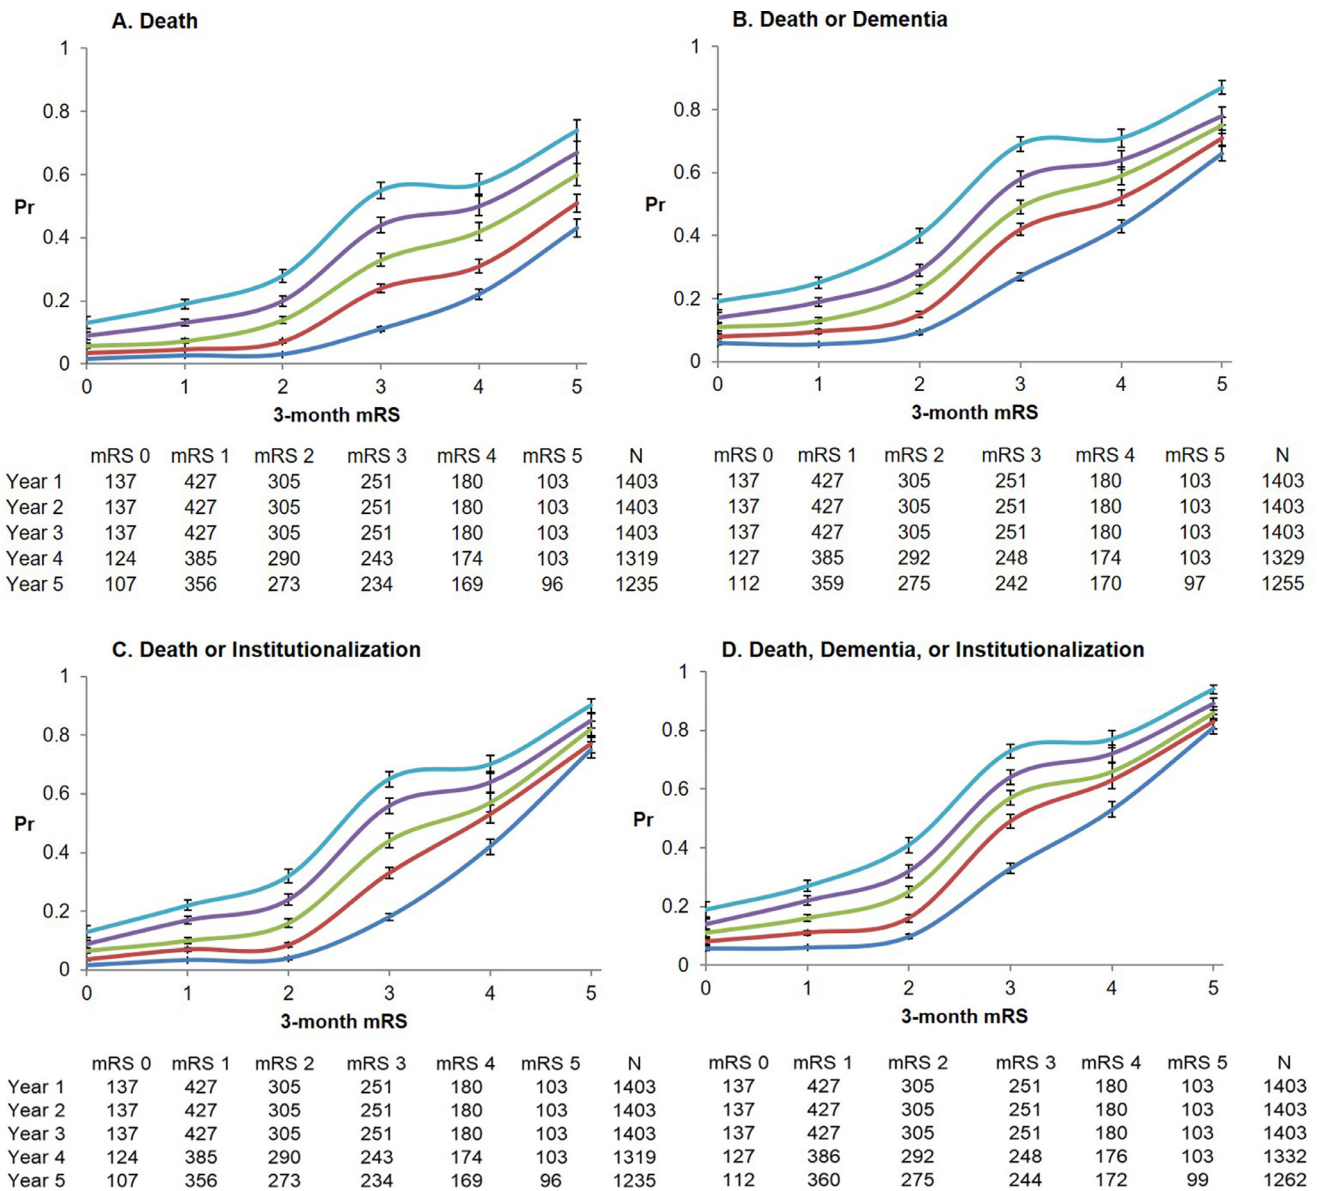 A. Death
1
0.8
0.6
Pr
0.4
0.2
0
0 1 2 3 4 5
3-month mRS
mRS 0 mRS 1 mRS 2 mRS 3 mRS 4 mRS 5 N
Year 1 137 427 305 251 180 103 1403
Year 2 137 427 305 251 180 103 1403
Year 3 137 427 305 251 180 103 1403
Year 4 124 385 290 243 174 103 1319
Year 5 107 356 273 234 169 96 1235
B. Death or Dementia
1
0.8
0.6
Pr
0.4
0.2
0
0 1 2 3 4 5
3-month mRS
mRS 0 mRS 1 mRS 2 mRS 3 mRS 4 mRS 5 N
137 427 305 251 180 103 1403
137 427 305 251 180 103 1403
137 427 305 251 180 103 1403
127 385 292 248 174 103 1329
112 359 275 242 170 97 1255
C. Death or Institutionalization
1
0.8
0.6
Pr
0.4
0.2
0
0 1 2 3 4 5
3-month mRS
mRS 0 mRS 1 mRS 2 mRS 3 mRS 4 mRS 5 N
Year 1 137 427 305 251 180 103 1403
Year 2 137 427 305 251 180 103 1403
Year 3 137 427 305 251 180 103 1403
Year 4 124 385 290 243 174 103 1319
Year 5 107 356 273 234 169 96 1235
D. Death, Dementia, or Institutionalization
1
0.8
0.6
Pr
0.4
0.2
0
0 1 2 3 4 5
3-month mRS
mRS 0 mRS 1 mRS 2 mRS 3 mRS 4 mRS 5 N
137 427 305 251 180 103 1403
137 427 305 251 180 103 1403
137 427 305 251 180 103 1403
127 386 292 248 176 103 1332
112 360 275 244 172 99 1262